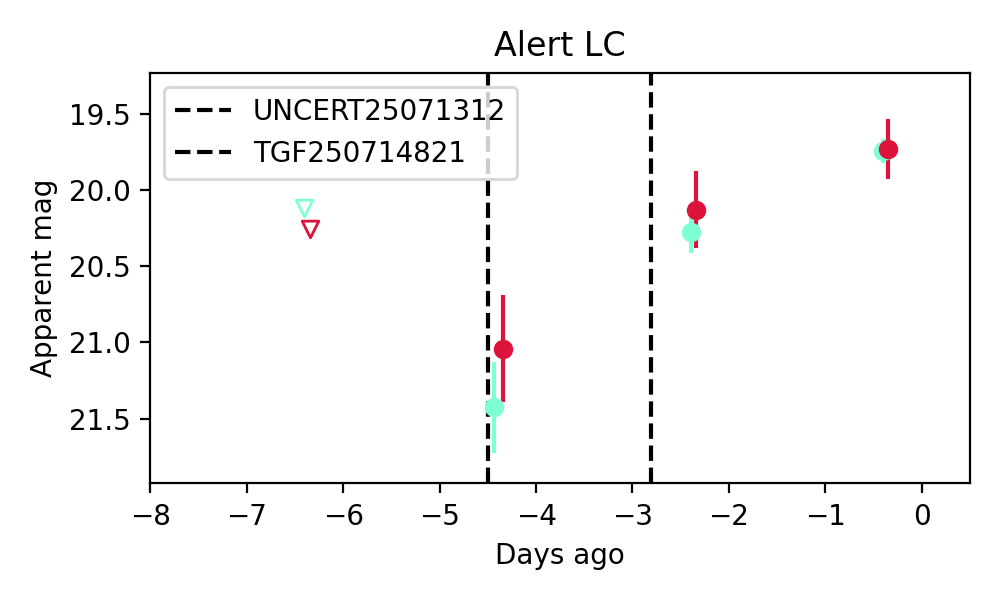 Alert LC
UNCERT25071312
TGF250714821
Apparent mag
19.5
20.0
20.5
21.0
21.5
−8 −7 −6 −5 −4 −3 −2 −1 0
Days ago